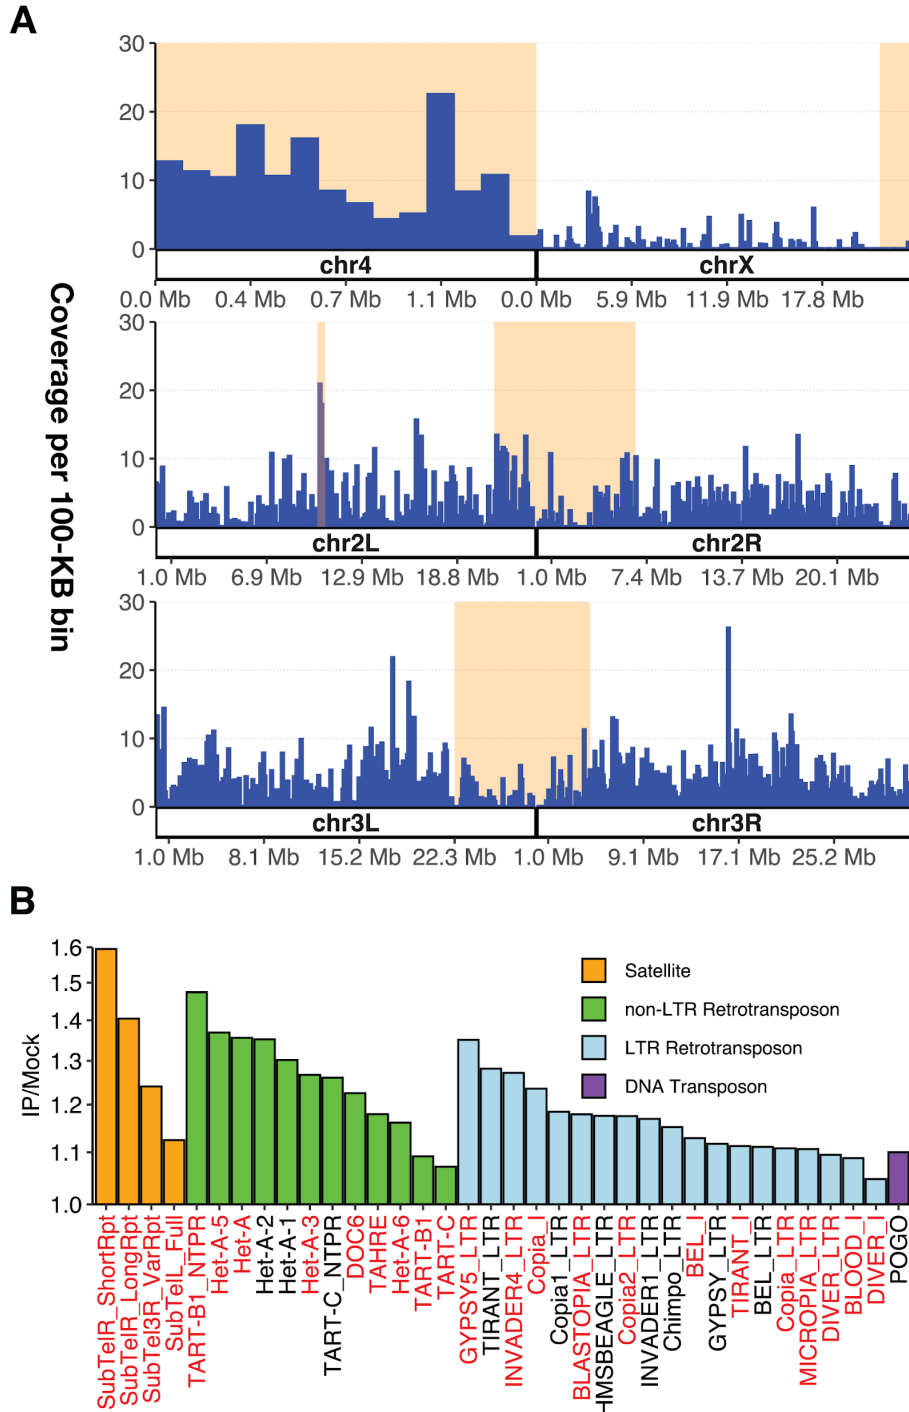 A
Coverage per 100-KB bin
30
20
10
0
chr4
chrX
0.0 Mb 0.4 Mb 0.7 Mb 1.1 Mb 0.0 Mb 5.9 Mb 11.9 Mb 17.8 Mb
30
20
10
0
chr2L
chr2R
1.0 Mb 6.9 Mb 12.9 Mb 18.8 Mb 1.0 Mb 7.4 Mb 13.7 Mb 20.1 Mb
30
20
10
0
chr3L
chr3R
1.0 Mb 8.1 Mb 15.2 Mb 22.3 Mb 1.0 Mb 9.1 Mb 17.1 Mb 25.2 Mb
B
IP/Mock
1.6
1.5
1.4
1.3
1.2
1.1
1.0
Satellite
non-LTR Retrotransposon
LTR Retrotransposon
DNA Transposon
SubTelR_ShortRpt
SubTelR_LongRpt
SubTel3R_VarRpt
SubTelL_Full
TART-B1_NTPR
Het-A-5
Het-A
Het-A-2
Het-A-1
Het-A-3
TART-C_NTPR
DOC6
TAHRE
Het-A-6
TART-B1
TART-C
GYPSY5_LTR
TIRANT_LTR
INVADER4_LTR
Copia_I
Copia1_LTR
BLASTOPIA_LTR
HMSBEAGLE_LTR
Copia2_LTR
INVADER1_LTR
Chimpo_LTR
BEL_I
GYPSY_LTR
TIRANT_I
BEL_LTR
Copia_LTR
MICROPIA_LTR
DIVER_LTR
BLOOD_I
DIVER_I
POGO